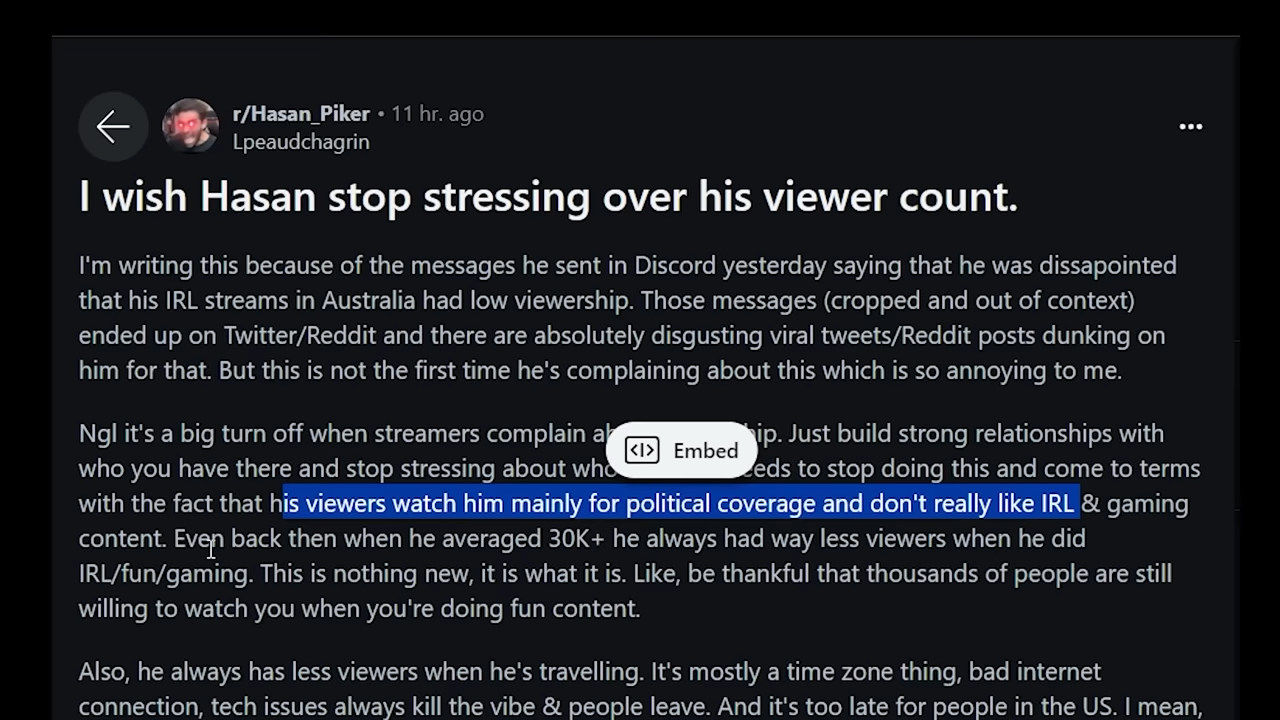 r/Hasan_Piker • 11 hr. ago
Lpeaudchagrin
I wish Hasan stop stressing over his viewer count.
I'm writing this because of the messages he sent in Discord yesterday saying that he was dissapointed
that his IRL streams in Australia had low viewership. Those messages (cropped and out of context)
ended up on Twitter/Reddit and there are absolutely disgusting viral tweets/Reddit posts dunking on
him for that. But this is not the first time he's complaining about this which is so annoying to me.
Ngl it's a big turn off when streamers complain Embed Just build strong relationships with
who you have there and stop stressing about to stop doing this and come to terms
with the fact that his viewers watch him mainly for political coverage and don't really like IRL & gaming
content. Even back then when he averaged 30K+ he always had way less viewers when he did
IRL/fun/gaming. This is nothing new, it is what it is. Like, be thankful that thousands of people are still
willing to watch you when you're doing fun content.
Also, he always has less viewers when he's travelling. It's mostly a time zone thing, bad internet
connection, tech issues always kill the vibe & people leave. And it's too late for people in the US. I mean,